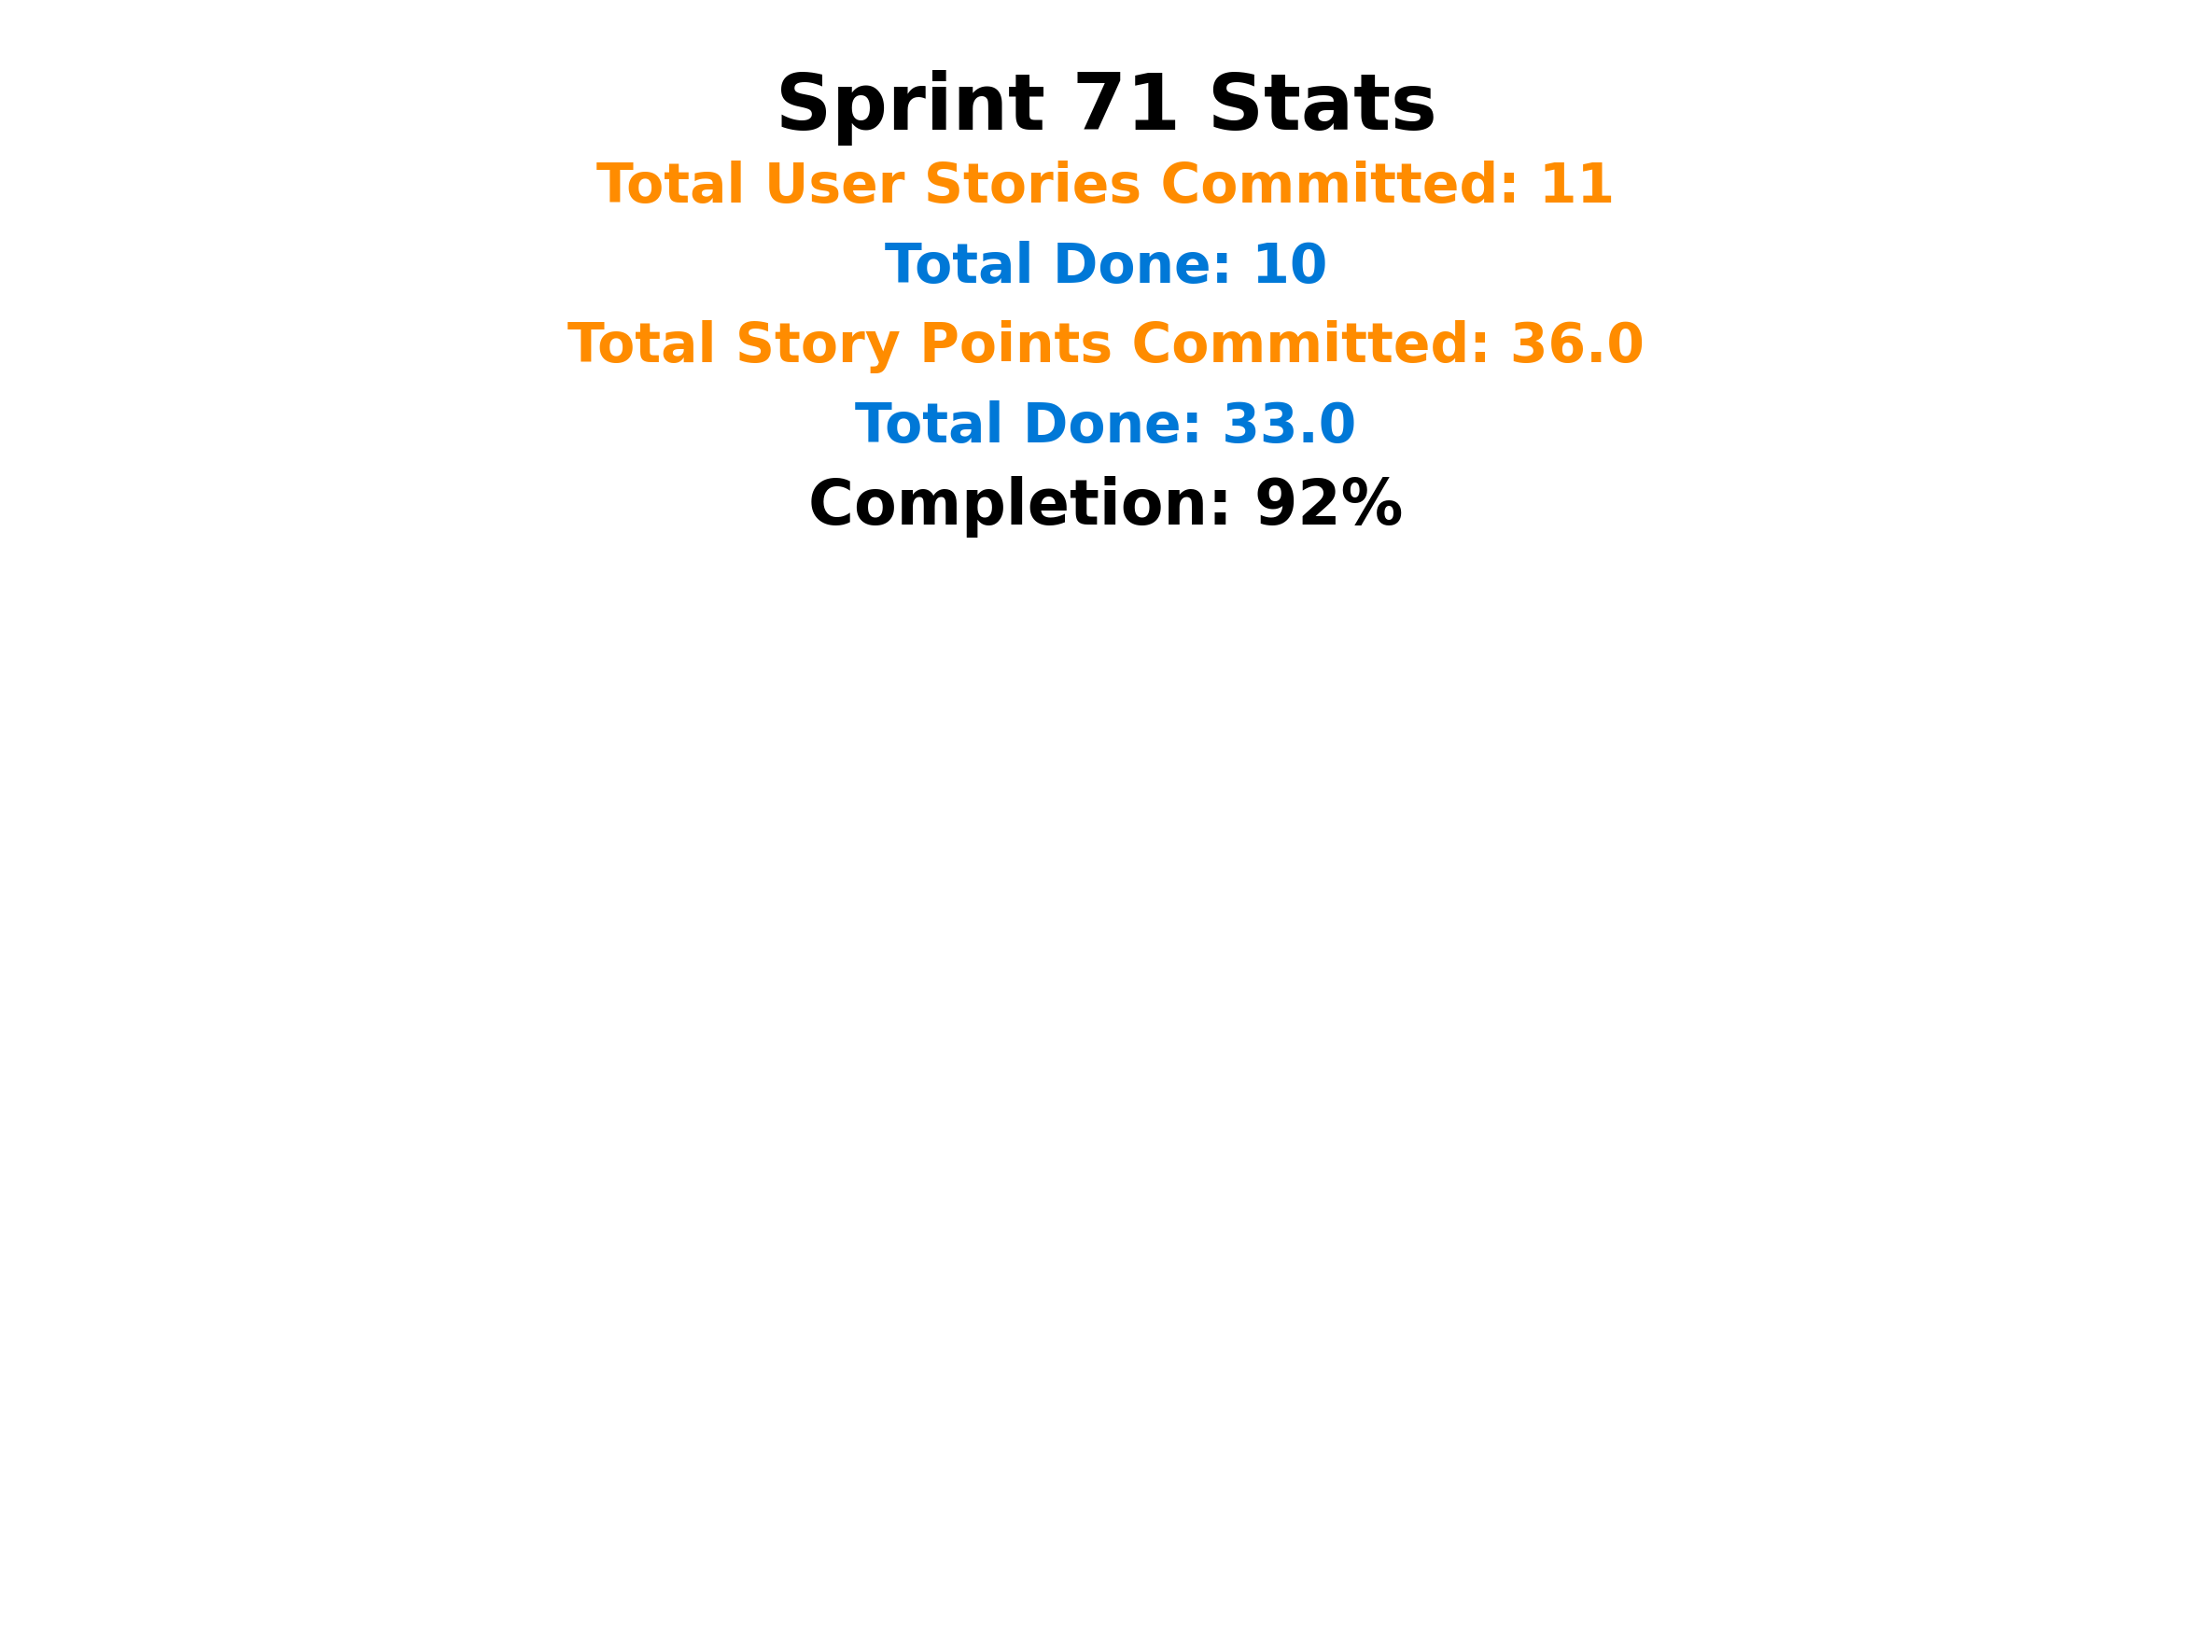 Sprint 71 Stats
Total User Stories Committed: 11
Total Done: 10
Total Story Points Committed: 36.0
Total Done: 33.0
Completion: 92%